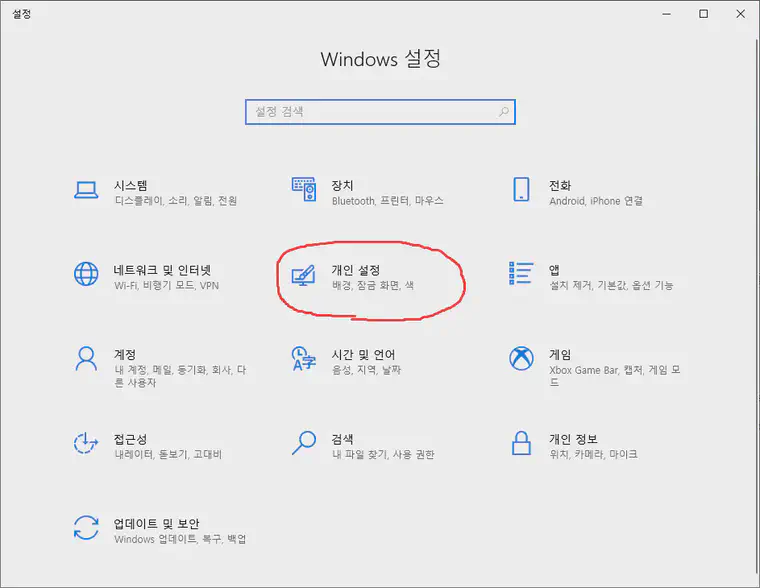 설정
Windows 설정
설정 검색
시스템
디스플레이, 소리, 알림, 전원
장치
Bluetooth, 프린터, 마우스
전화
Android, iPhone 연결
네트워크 및 인터넷
Wi-Fi, 비행기 모드, VPN
개인 설정
배경, 잠금 화면, 색
앱
설치 제거, 기본값, 옵션 기능
계정
내 계정, 메일, 동기화, 회사, 다
른 사용자
시간 및 언어
음성, 지역, 날짜
게임
Xbox Game Bar, 캡처, 게임 모
드
접근성
내레이터, 돋보기, 고대비
검색
내 파일 찾기, 사용 권한
개인 정보
위치, 카메라, 마이크
업데이트 및 보안
Windows 업데이트, 복구, 백업